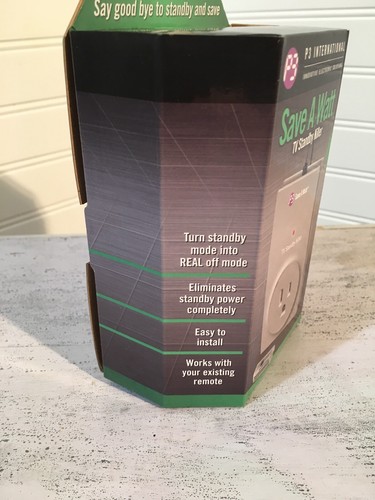 Say good bye to standby and save
P3
P3 INTERNATIONAL
Save A Watt
TV Standby Killer
Turn standby
mode into
REAL off mode
Eliminates
standby power
completely
Easy to
install
Works with
your existing
remote